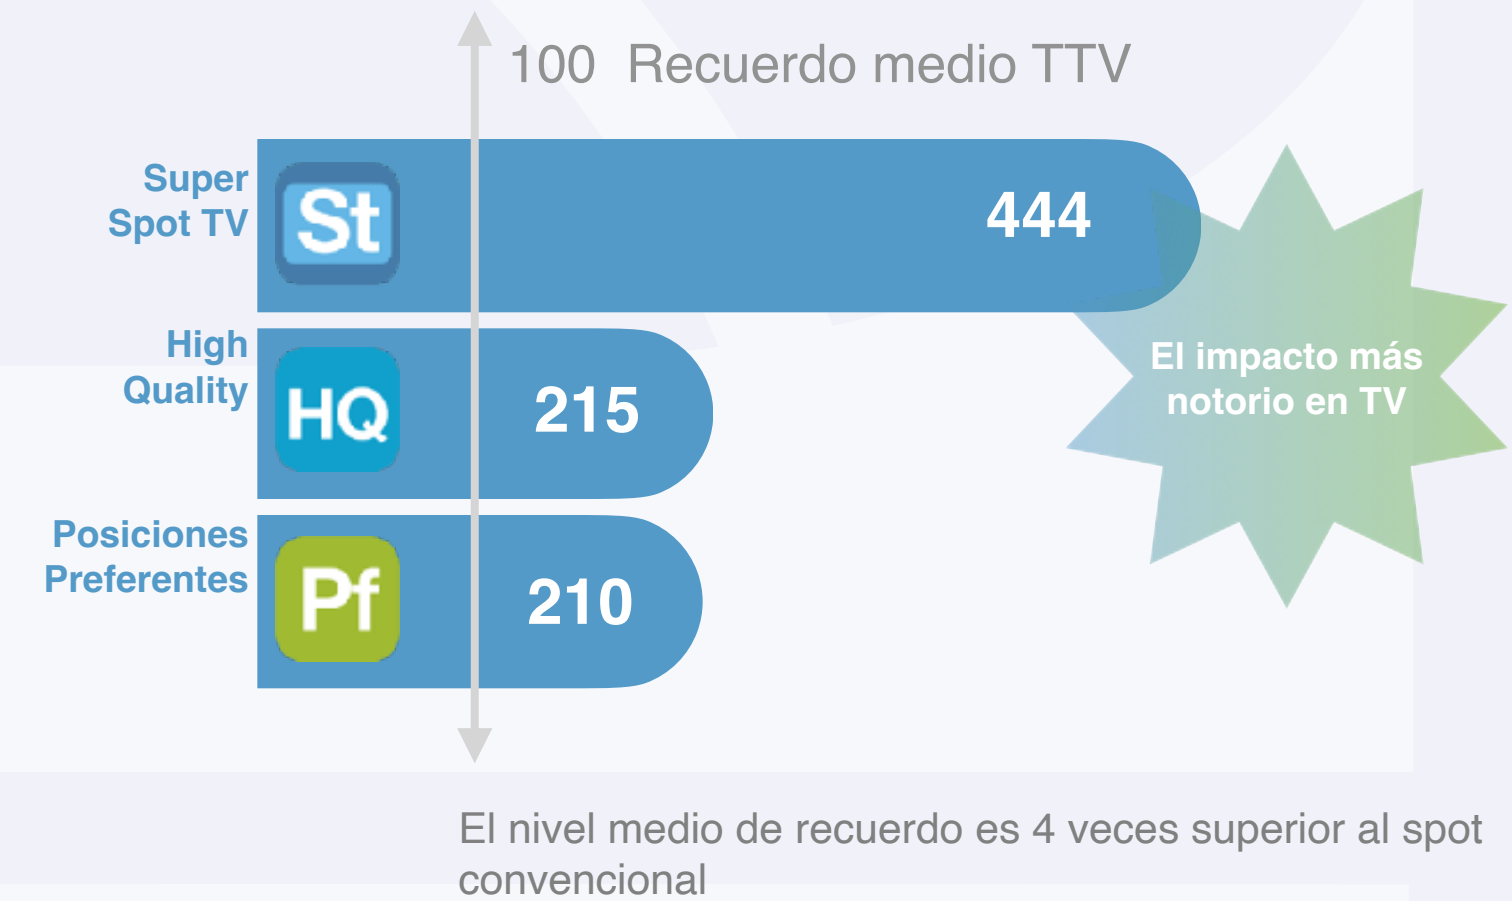 100 Recuerdo medio TTV
Super
Spot TV
St
444
High
Quality
HQ
215
El impacto más
notorio en TV
Posiciones
Preferentes
Pf
210
El nivel medio de recuerdo es 4 veces superior al spot
convencional